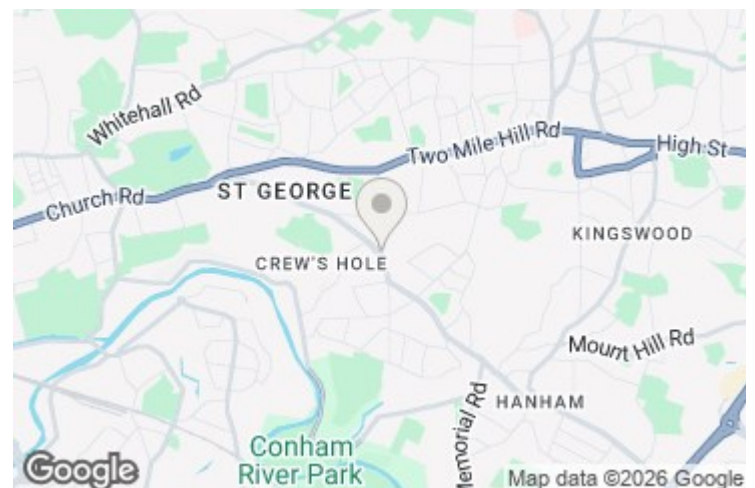 Whitehall Rd
Two Mile Hill Rd
High St
Church Rd
ST GEORGE
KINGSWOOD
CREW'S HOLE
Mount Hill Rd
HANHAM
Memorial Rd
Conham
River Park
Google
Map data ©2026 Google